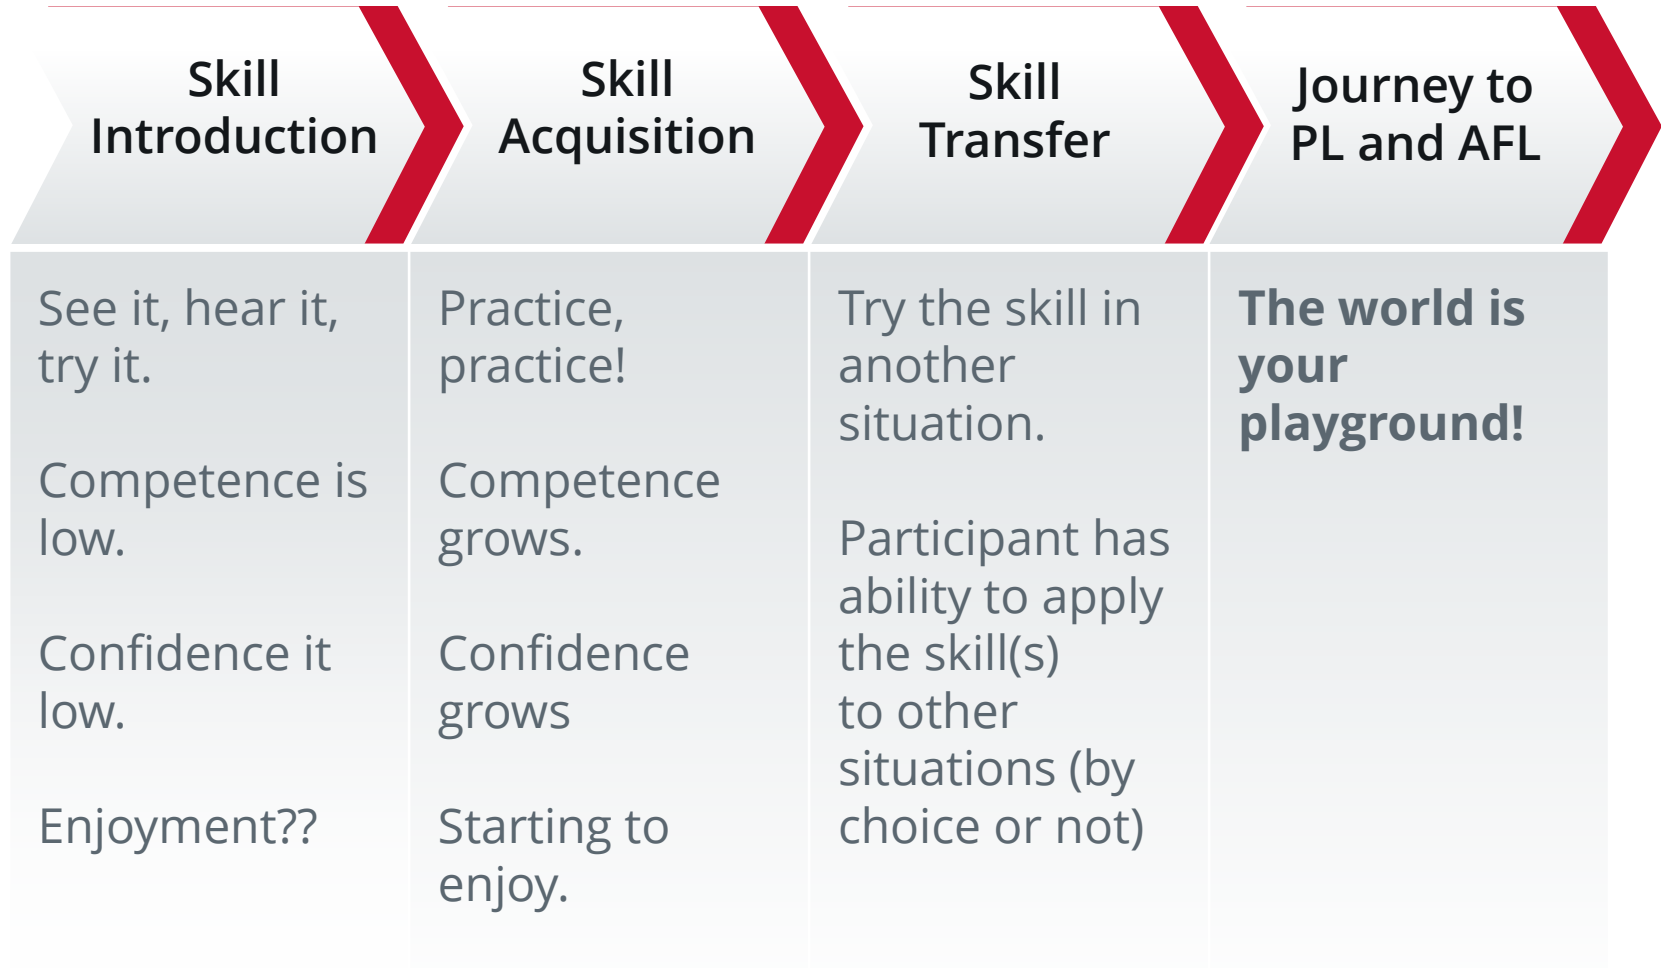 Skill
Introduction
Skill
Acquisition
Skill
Transfer
Journey to
PL and AFL
See it, hear it,
try it.
Competence is
low.
Confidence it
low.
Enjoyment??
Practice,
practice!
Competence
grows.
Confidence
grows
Starting to
enjoy.
Try the skill in
another
situation.
Participant has
ability to apply
the skill(s)
to other
situations (by
choice or not)
The world is
your
playground!